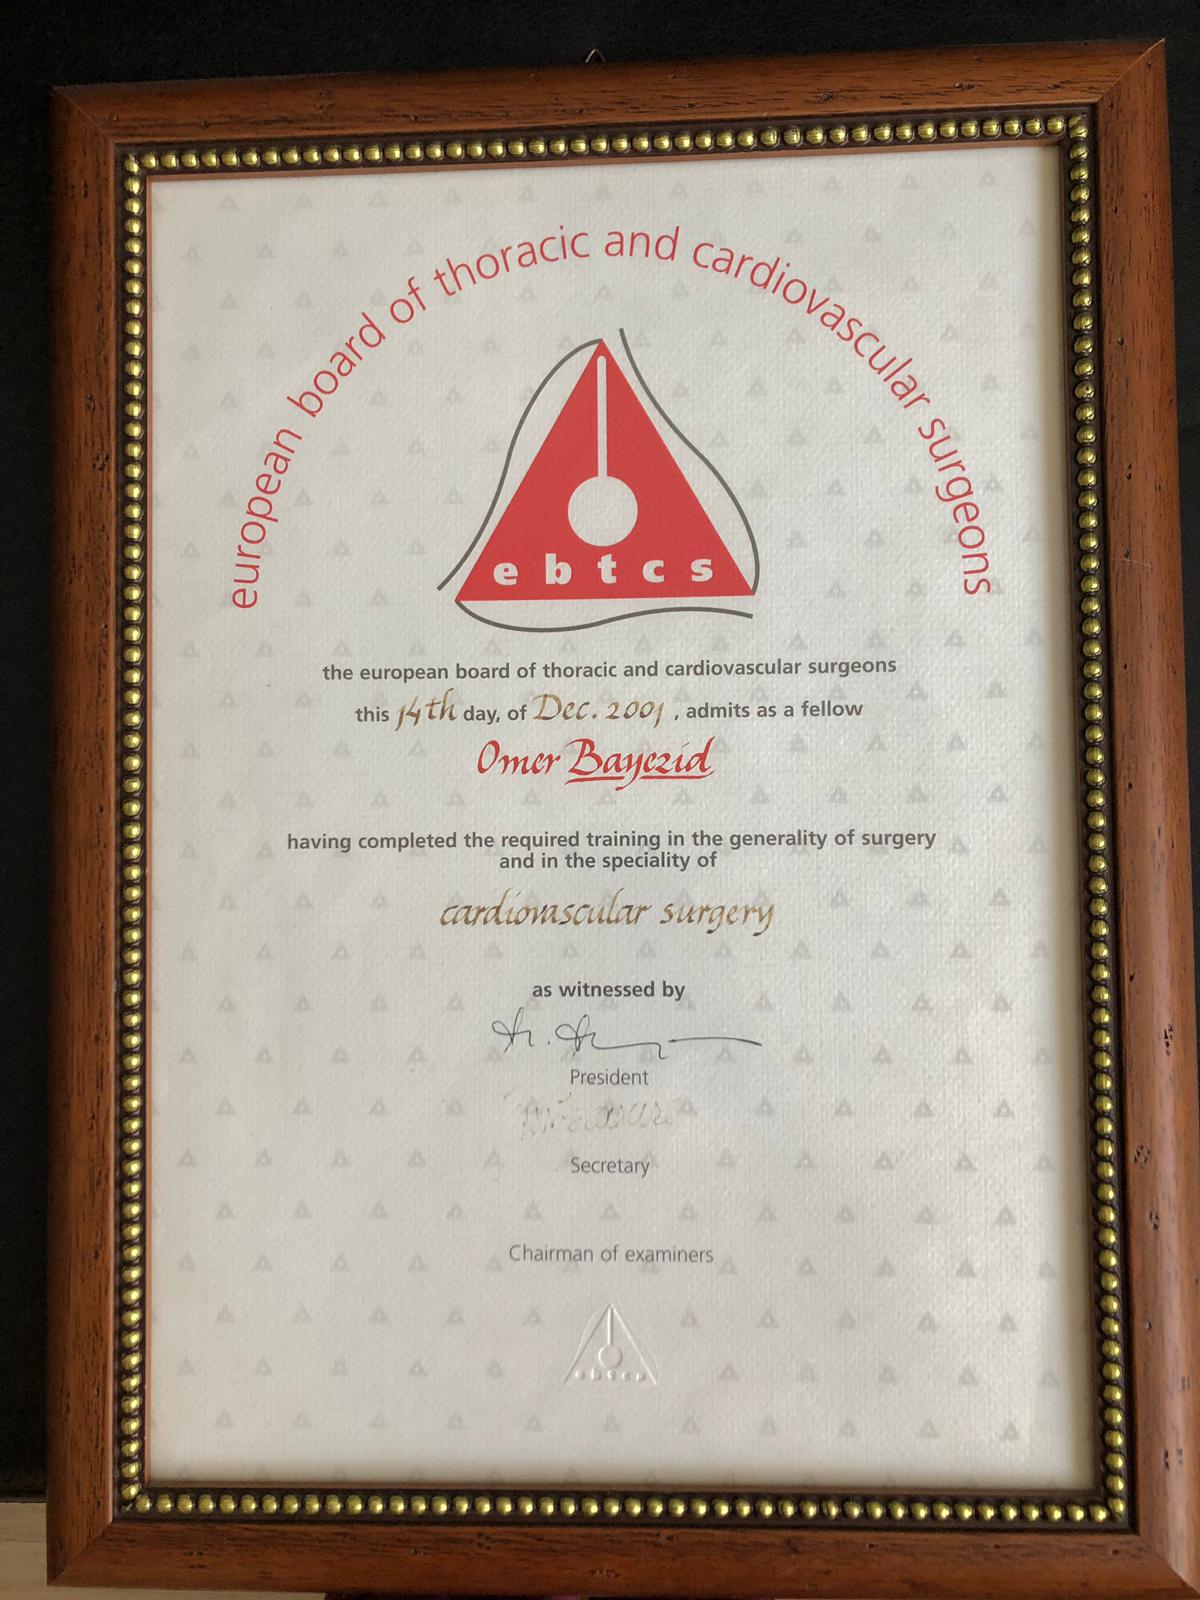 european board of thoracic and cardiovascular surgeons
ebtcs
the european board of thoracic and cardiovascular surgeons
this 14th day, of Dec. 2001, admits as a fellow
Omer Bayezid
having completed the required training in the generality of surgery
and in the speciality of
cardiovascular surgery
as witnessed by
President
Secretary
Chairman of examiners
ebtcs